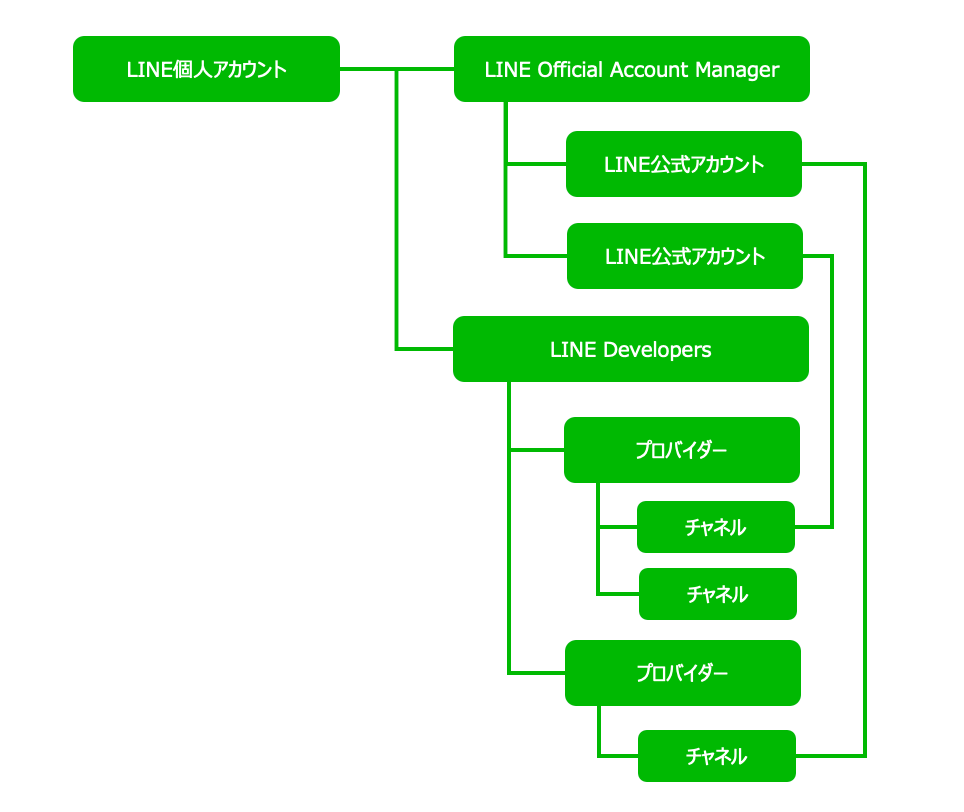 LINE個人アカウント
LINE Official Account Manager
LINE公式アカウント
LINE公式アカウント
LINE Developers
プロバイダー
チャネル
チャネル
プロバイダー
チャネル